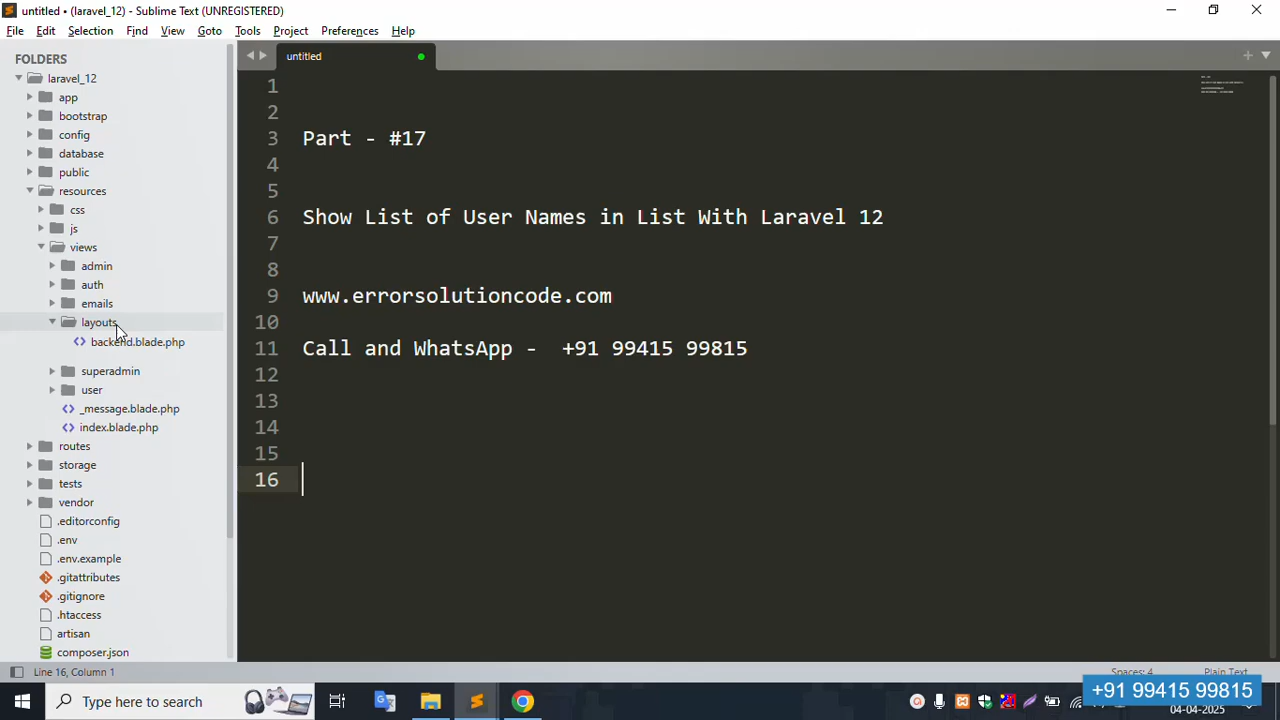 untitled • (laravel_12) - Sublime Text (UNREGISTERED)
File Edit Selection Find View Goto Tools Project Preferences Help
FOLDERS
laravel_12
app
bootstrap
config
database
public
resources
css
js
views
admin
auth
emails
layouts
backend.blade.php
superadmin
user
_message.blade.php
index.blade.php
routes
storage
tests
vendor
.editorconfig
.env
.env.example
.gitattributes
.gitignore
.htaccess
artisan
composer.json
untitled
1
2
3 Part - #17
4
5
6 Show List of User Names in List With Laravel 12
7
8
9 www.errorsolutioncode.com
10
11 Call and WhatsApp - +91 99415 99815
12
13
14
15
16
Line 16, Column 1
Spaces: 4
Plain Text
Type here to search
+91 99415 99815
04-04-2025